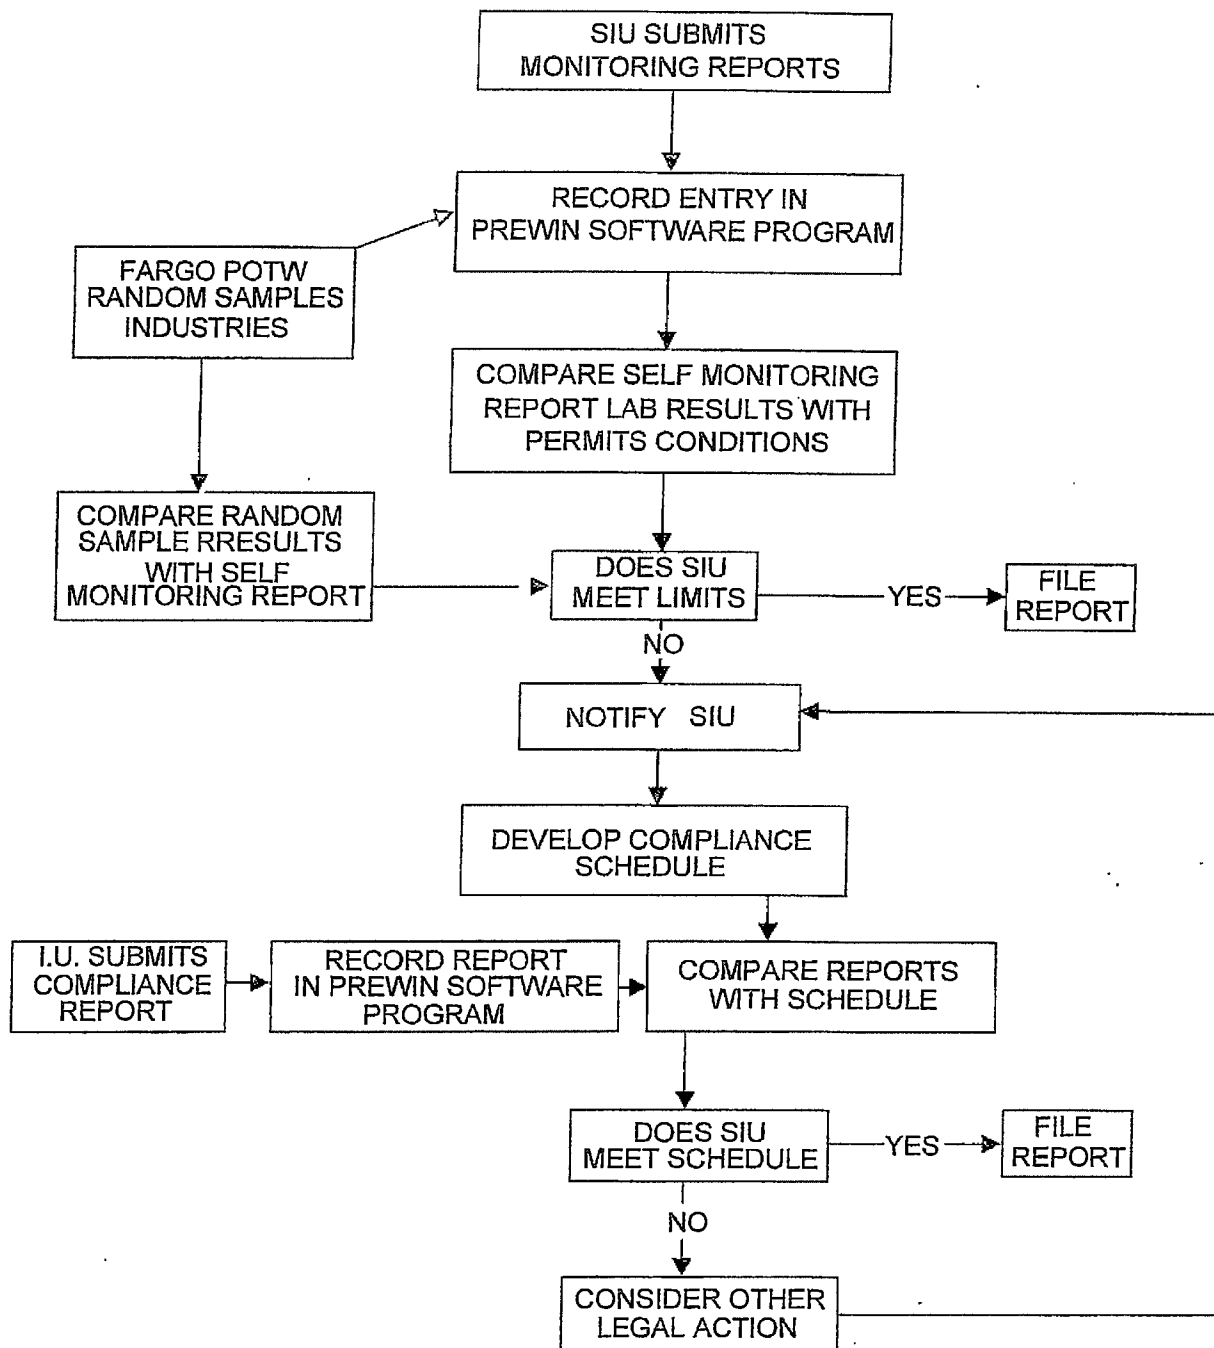 SIU SUBMITS
MONITORING REPORTS
RECORD ENTRY IN
PREWIN SOFTWARE PROGRAM
FARGO POTW
RANDOM SAMPLES
INDUSTRIES
COMPARE SELF MONITORING
REPORT LAB RESULTS WITH
PERMITS CONDITIONS
COMPARE RANDOM
SAMPLE RRESULTS
WITH SELF
MONITORING REPORT
DOES SIU
MEET LIMITS
YES
FILE
REPORT
NO
NOTIFY SIU
DEVELOP COMPLIANCE
SCHEDULE
I.U. SUBMITS
COMPLIANCE
REPORT
RECORD REPORT
IN PREWIN SOFTWARE
PROGRAM
COMPARE REPORTS
WITH SCHEDULE
DOES SIU
MEET SCHEDULE
YES
FILE
REPORT
NO
CONSIDER OTHER
LEGAL ACTION